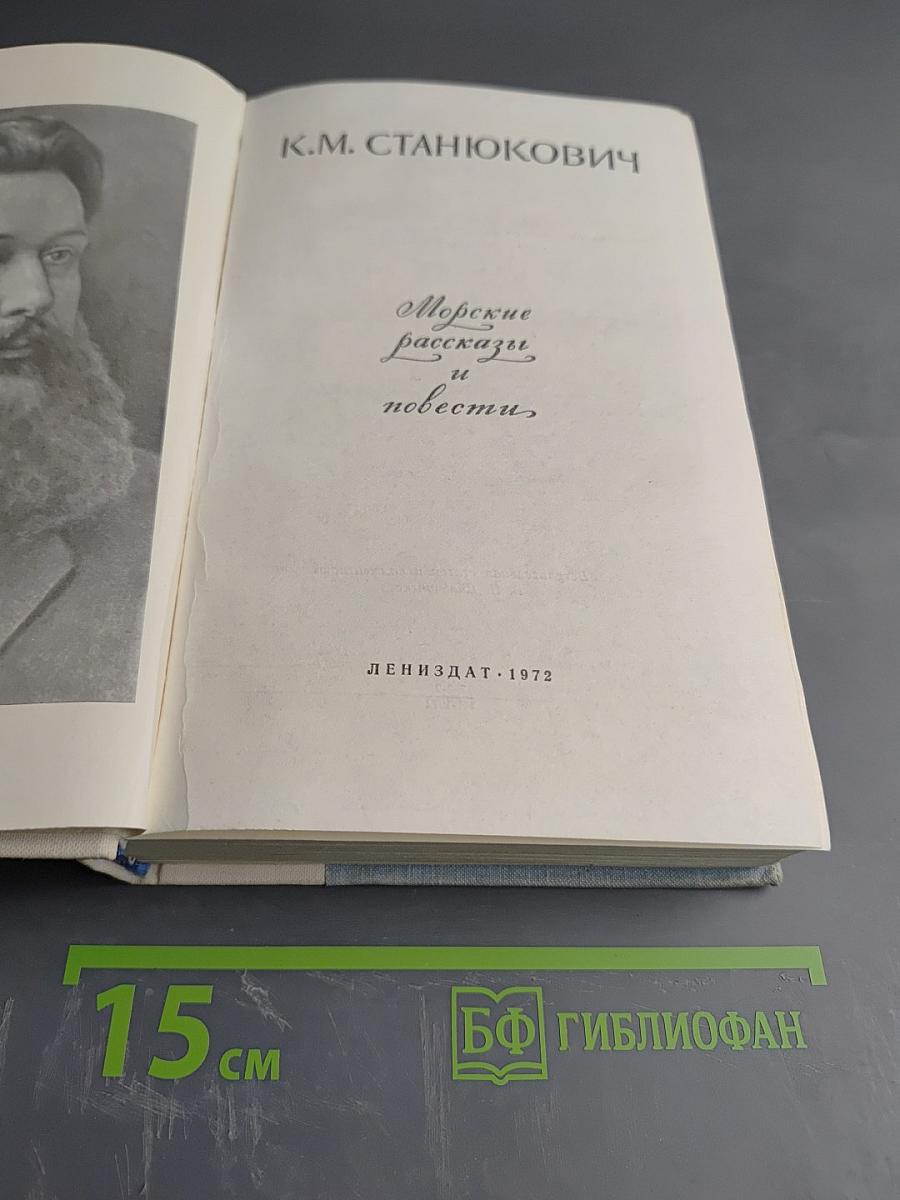 К.М. СТАНЮКОВИЧ
Морские
рассказы
и
повести
ЛЕНИЗДАТ · 1972
15 см
БФ ГИБЛИОФАН